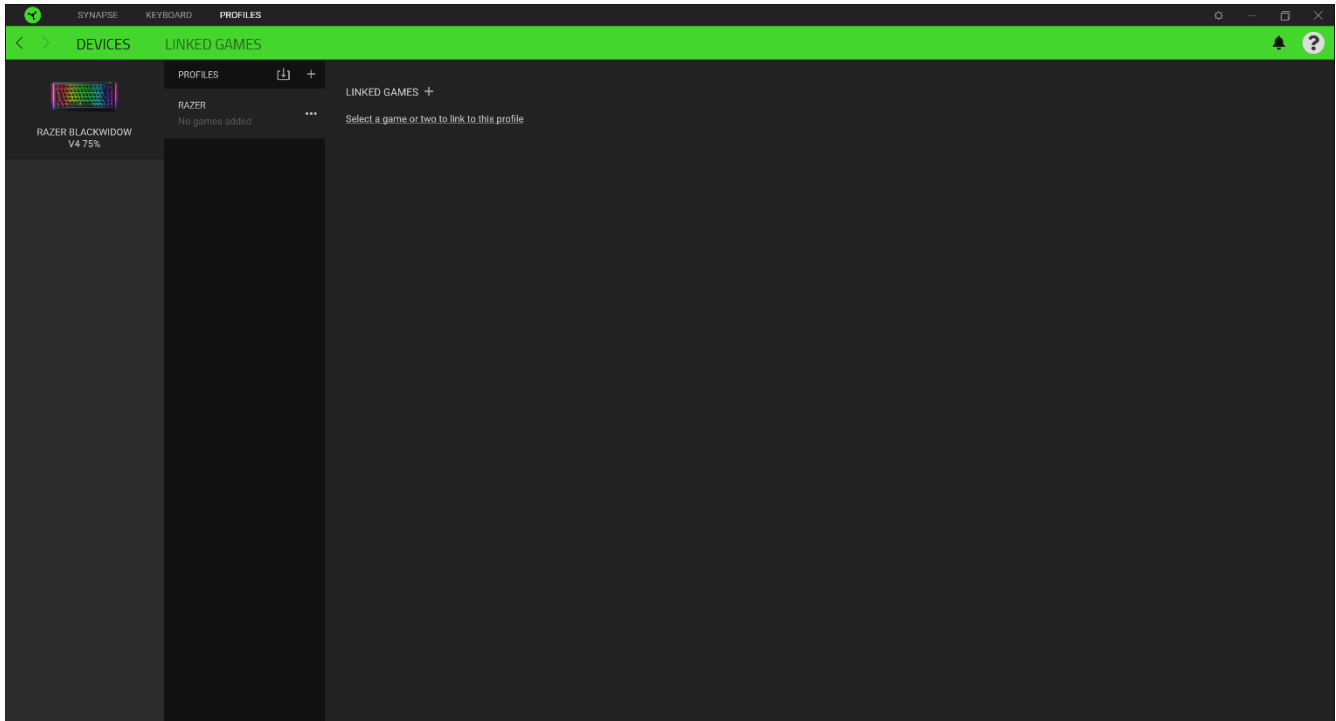 SYNAPSE KEYBOARD PROFILES
DEVICES LINKED GAMES
RAZER BLACKWIDOW
V4 75%
PROFILES
RAZER
No games added
LINKED GAMES
Select a game or two to link to this profile